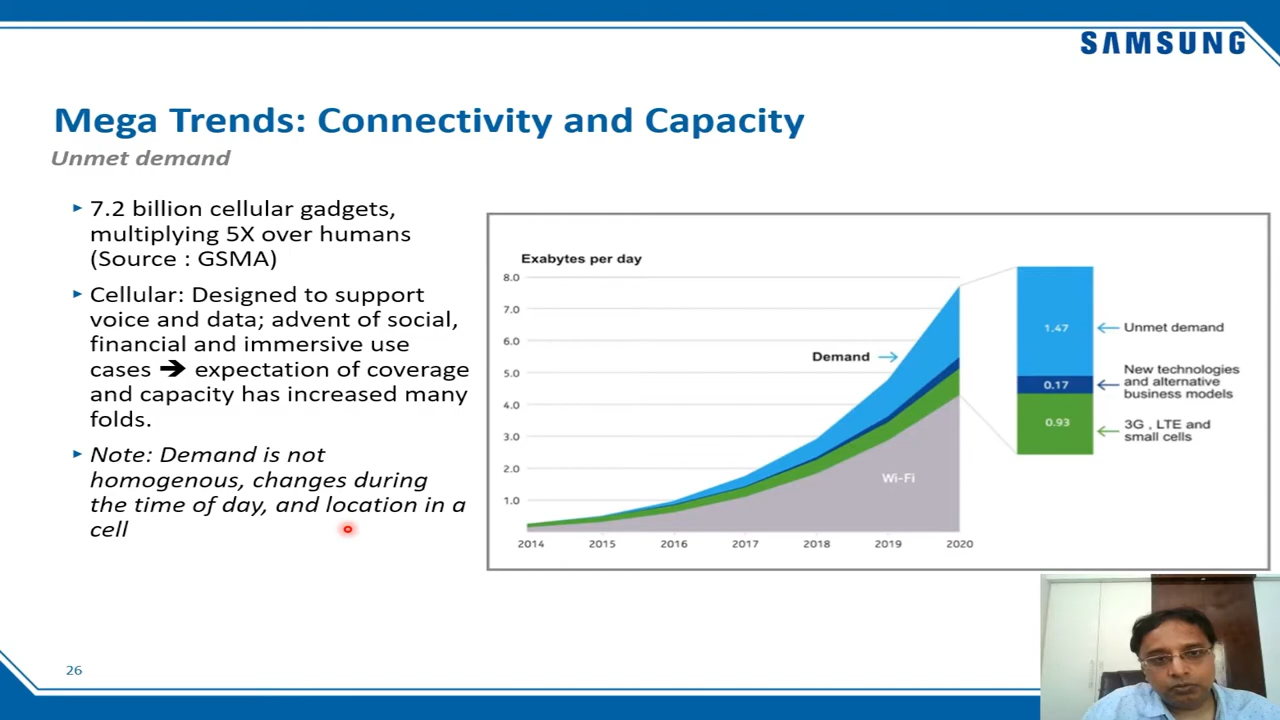 SAMSUNG
Mega Trends: Connectivity and Capacity
Unmet demand
7.2 billion cellular gadgets,
multiplying 5X over humans
(Source : GSMA)
Cellular: Designed to support
voice and data; advent of social,
financial and immersive use
cases ➔ expectation of coverage
and capacity has increased many
folds.
Note: Demand is not
homogenous, changes during
the time of day, and location in a
cell
Exabytes per day
8.0
7.0
6.0
5.0
4.0
3.0
2.0
1.0
Demand
Wi-Fi
2014 2015 2016 2017 2018 2019 2020
1.47
Unmet demand
0.17
New technologies
and alternative
business models
0.93
3G , LTE and
small cells
26